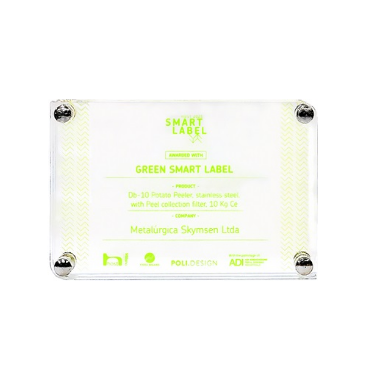 SMART
LABEL
AWARDED WITH
GREEN SMART LABEL
- PRODUCT -
DB-10 Potato Peeler, stainless steel,
with Peel collection filter, 10 Kg Ce
- COMPANY -
Metalúrgica Skymsen Ltda
POLI.DESIGN
ADI